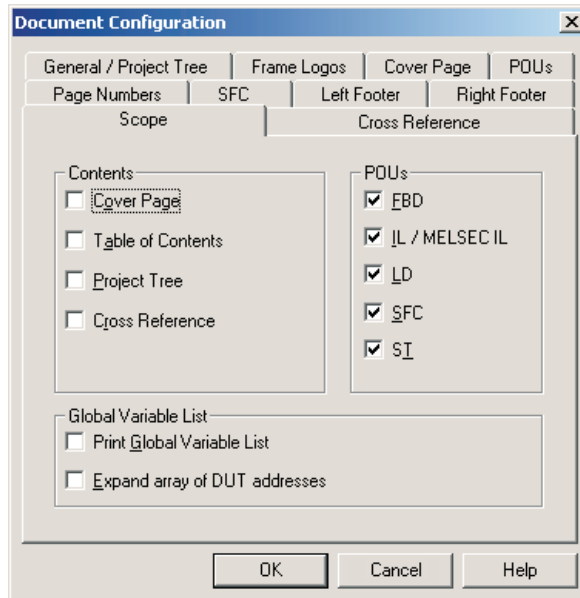 Document Configuration
General / Project Tree Frame Logos Cover Page POUs
Page Numbers SFC Left Footer Right Footer
Scope Cross Reference
Contents
Cover Page
Table of Contents
Project Tree
Cross Reference
POUs
FBD
IL / MELSEC IL
LD
SFC
ST
Global Variable List
Print Global Variable List
Expand array of DUT addresses
OK Cancel Help